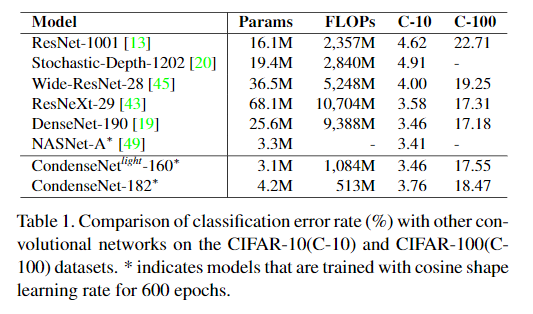 Model Params FLOPs C-10 C-100
ResNet-1001 [13] 16.1M 2,357M 4.62 22.71
Stochastic-Depth-1202 [20] 19.4M 2,840M 4.91 -
Wide-ResNet-28 [45] 36.5M 5,248M 4.00 19.25
ResNeXt-29 [43] 68.1M 10,704M 3.58 17.31
DenseNet-190 [19] 25.6M 9,388M 3.46 17.18
NASNet-A* [49] 3.3M - 3.41 -
CondenseNetlight-160* 3.1M 1,084M 3.46 17.55
CondenseNet-182* 4.2M 513M 3.76 18.47
Table 1. Comparison of classification error rate (%) with other con-
volutional networks on the CIFAR-10(C-10) and CIFAR-100(C-
100) datasets. * indicates models that are trained with cosine shape
learning rate for 600 epochs.